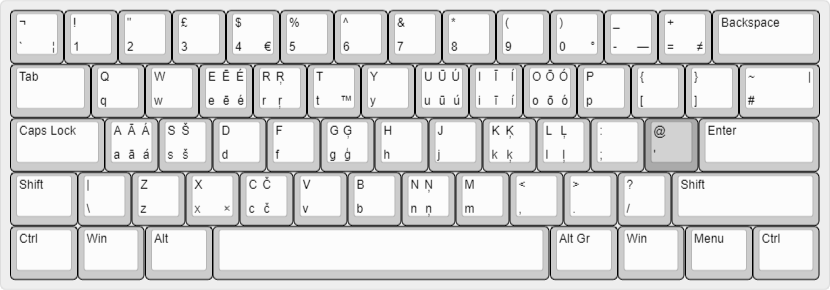 ¬ ! " £ $ % ^ & * ( ) _ + Backspace
` ¦ 1 2 3 4 € 5 6 7 8 9 0 ° - — = ≠
Tab Q W E Ē É R Ŗ T Y U Ū Ú I Ī Í O Ō Ó P { } ~ |
q w e ē é r ŗ t ™ y u ū ú i ī í o ō ó p [ ] #
Caps Lock A Ā Á S Š D F G Ģ H J K Ķ L Ļ : @ Enter
a ā á s š d f g ģ h j k ķ l ļ ; '
Shift | Z X C Č V B N Ņ M < > ? Shift
\ z x × c č v b n ņ m , . /
Ctrl Win Alt Alt Gr Win Menu Ctrl